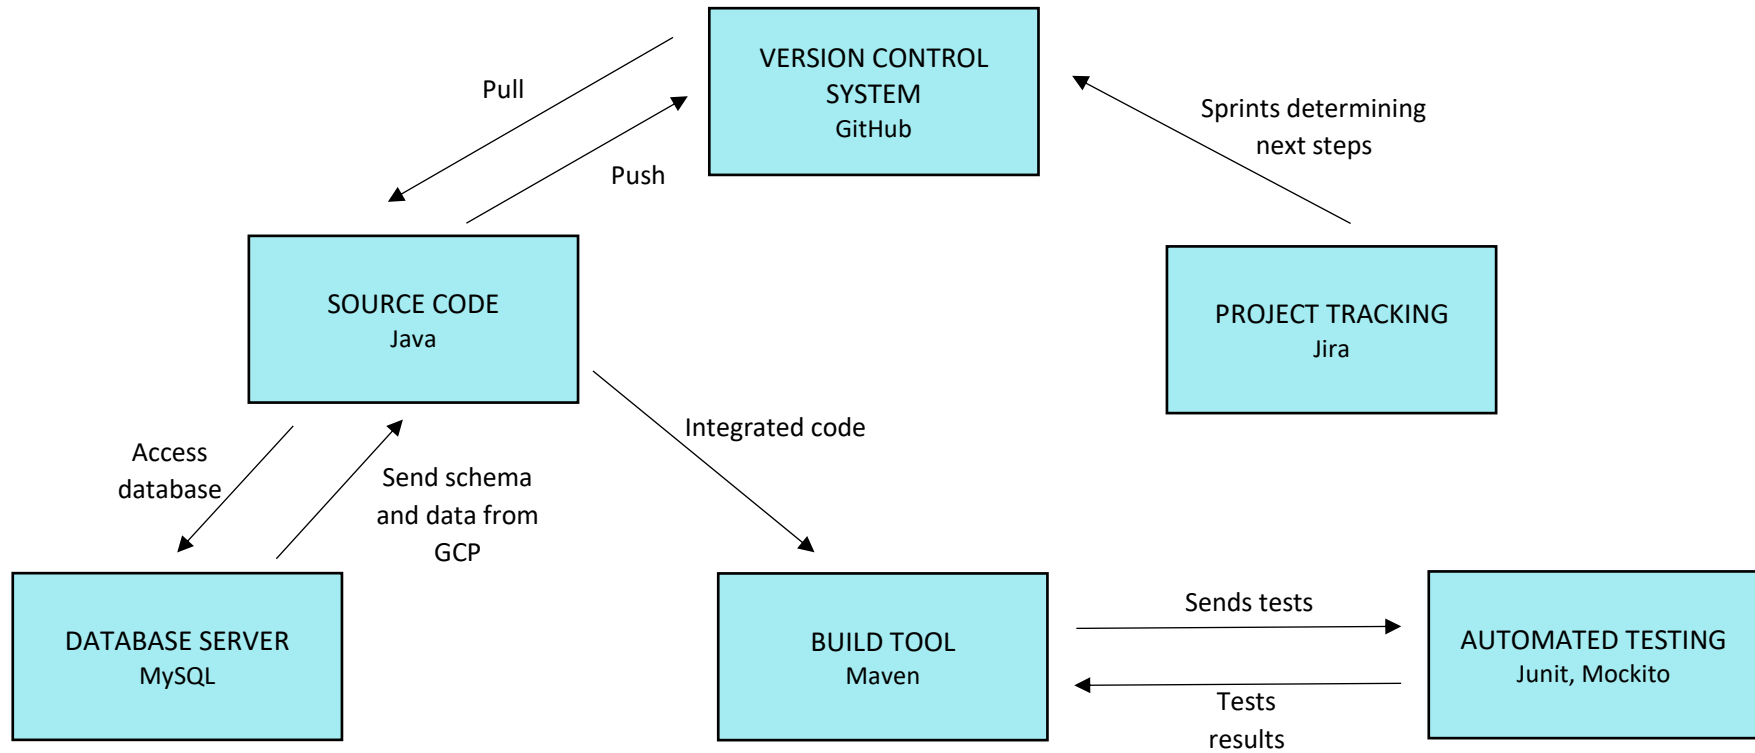 VERSION CONTROL
SYSTEM
GitHub
Pull
Push
Sprints determining
next steps
SOURCE CODE
Java
PROJECT TRACKING
Jira
Integrated code
Access
database
Send schema
and data from
GCP
DATABASE SERVER
MySQL
BUILD TOOL
Maven
Sends tests
Tests
results
AUTOMATED TESTING
Junit, Mockito